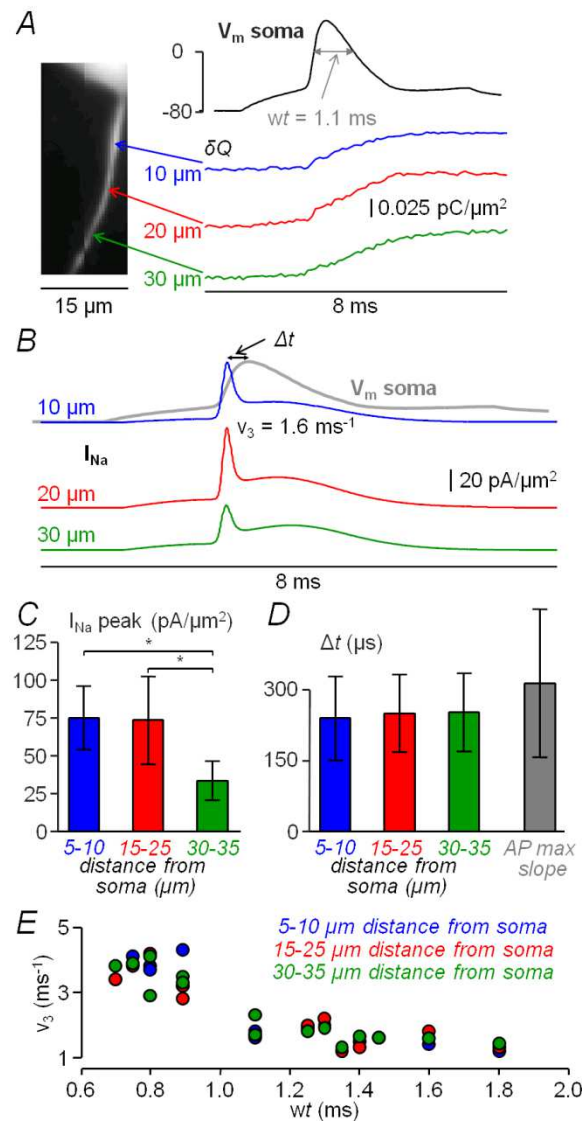 A
V_m soma
0
-80
wt = 1.1 ms
δQ
10 µm
20 µm
30 µm
0.025 pC/µm²
15 µm
8 ms
B
Δt
10 µm
V_m soma
v₃ = 1.6 ms⁻¹
I_Na
20 µm
20 pA/µm²
30 µm
8 ms
C
I_Na peak (pA/µm²)
125
100
75
50
25
0
*
*
5-10 15-25 30-35
distance from
soma (µm)
D
Δt (µs)
300
150
0
5-10 15-25 30-35
distance from
soma (µm)
AP max
slope
E
5-10 µm distance from soma
15-25 µm distance from soma
30-35 µm distance from soma
v₃ (ms⁻¹)
5
3
1
0.6 0.8 1.0 1.2 1.4 1.6 1.8 2.0
wt (ms)